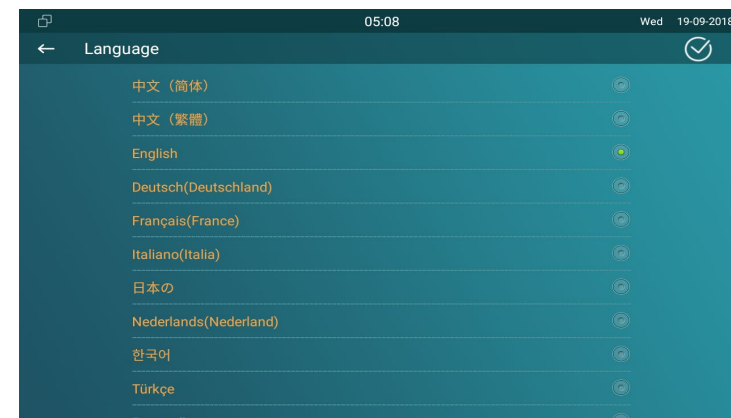 05:08 Wed 19-09-2018
← Language
中文（简体）
中文（繁體）
English
Deutsch(Deutschland)
Français(France)
Italiano(Italia)
日本の
Nederlands(Nederland)
한국어
Türkçe